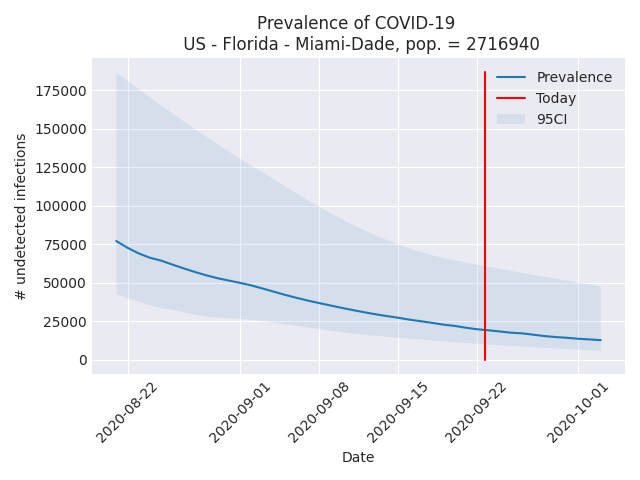 Prevalence of COVID-19
US - Florida - Miami-Dade, pop. = 2716940
Prevalence
Today
95CI
175000
150000
125000
100000
75000
50000
25000
0
# undetected infections
2020-08-22
2020-09-01
2020-09-08
2020-09-15
2020-09-22
2020-10-01
Date